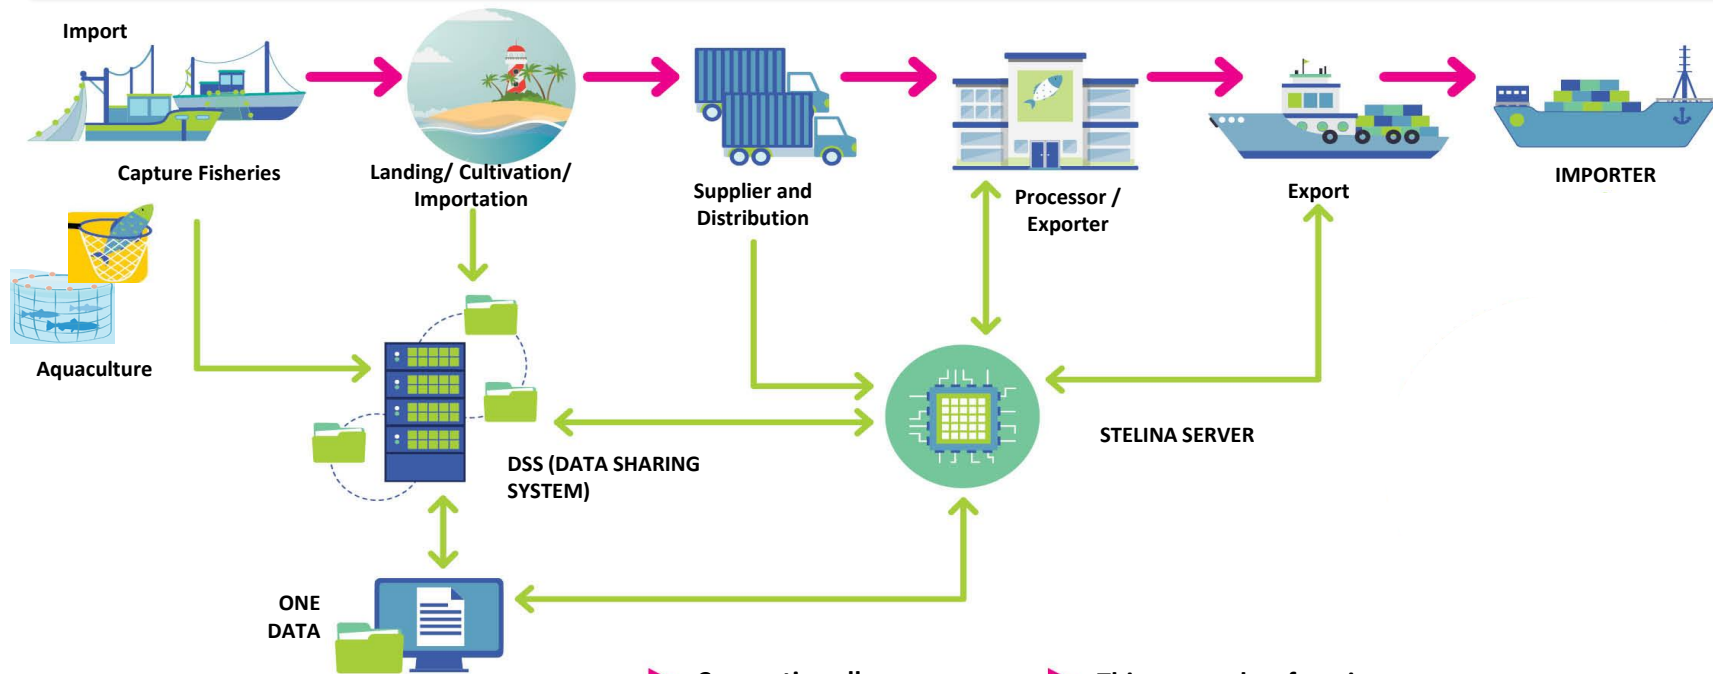 Import
Capture Fisheries
Landing/ Cultivation/
Importation
Supplier and
Distribution
Processor /
Exporter
Export
IMPORTER
Aquaculture
DSS (DATA SHARING
SYSTEM)
STELINA SERVER
ONE
DATA